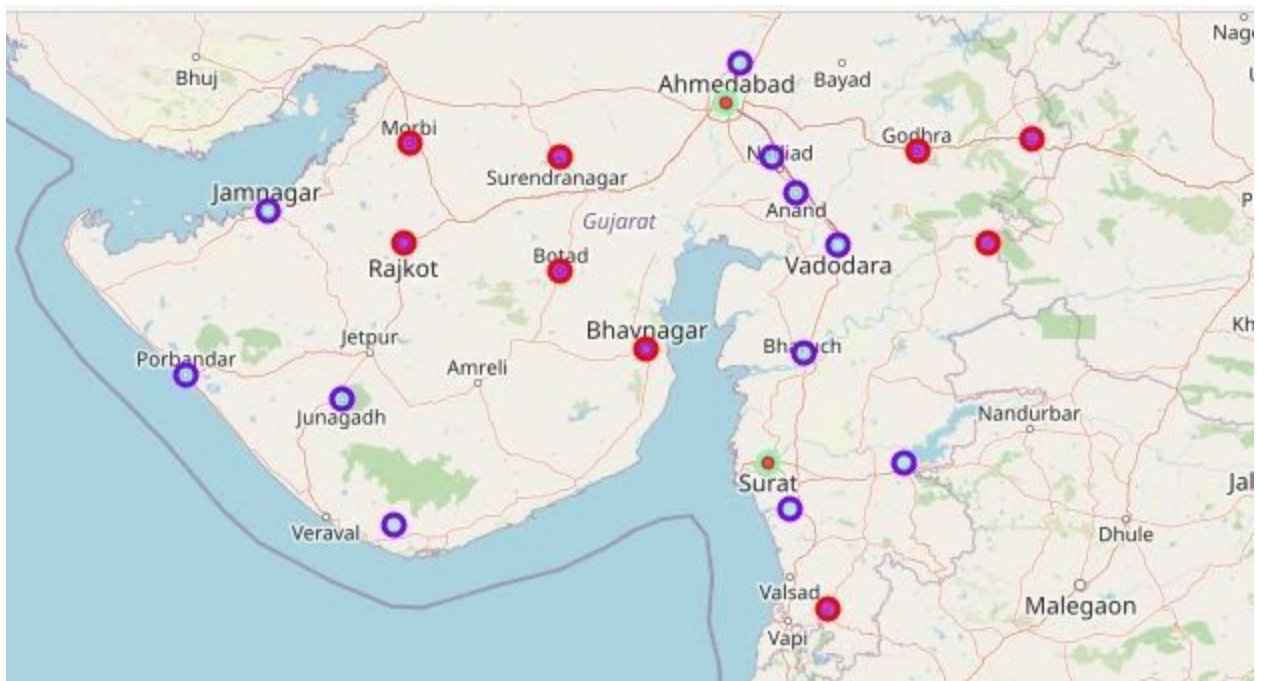 Nag
Bhuj
Ahmedabad
Bayad
Morbi
Godhra
Nadiad
Surendranagar
Jamnagar
Anand
Gujarat
Botad
Rajkot
Vadodara
Bhavnagar
Kh
Jetpur
Bharuch
Porbandar
Amreli
Junagadh
Nandurbar
Surat
Jal
Veraval
Dhule
Valsad
Malegaon
Vapi